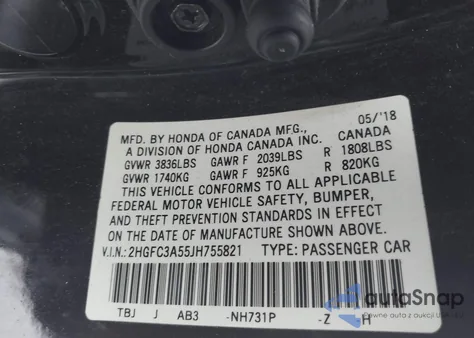 MFD. BY HONDA OF CANADA MFG., 05/'18
A DIVISION OF HONDA CANADA INC. CANADA
GVWR 3836LBS GAWR F 2039LBS R 1808LBS
GVWR 1740KG GAWR F 925KG R 820KG
THIS VEHICLE CONFORMS TO ALL APPLICABLE
FEDERAL MOTOR VEHICLE SAFETY, BUMPER,
AND THEFT PREVENTION STANDARDS IN EFFECT
ON THE DATE OF MANUFACTURE SHOWN ABOVE.
V.I.N.: 2HGFC3A55JH755821 TYPE: PASSENGER CAR
TBJ J AB3 -NH731P -Z -H
autoSnap